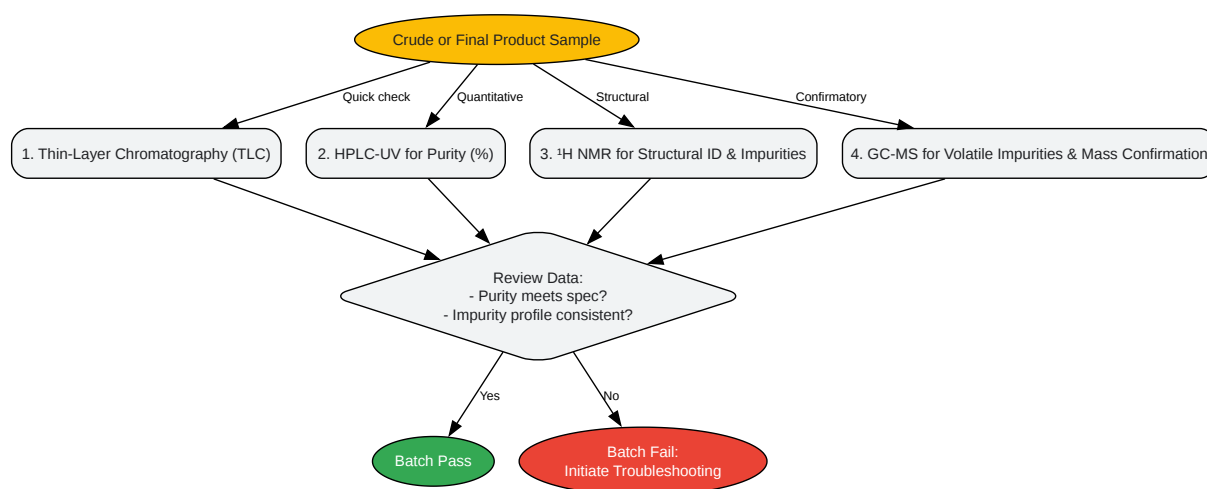 Crude or Final Product Sample
Quick check
Quantitative
Structural
Confirmatory
1. Thin-Layer Chromatography (TLC)
2. HPLC-UV for Purity (%)
3. ¹H NMR for Structural ID & Impurities
4. GC-MS for Volatile Impurities & Mass Confirmation
Review Data:
- Purity meets spec?
- Impurity profile consistent?
Yes
No
Batch Pass
Batch Fail:
Initiate Troubleshooting